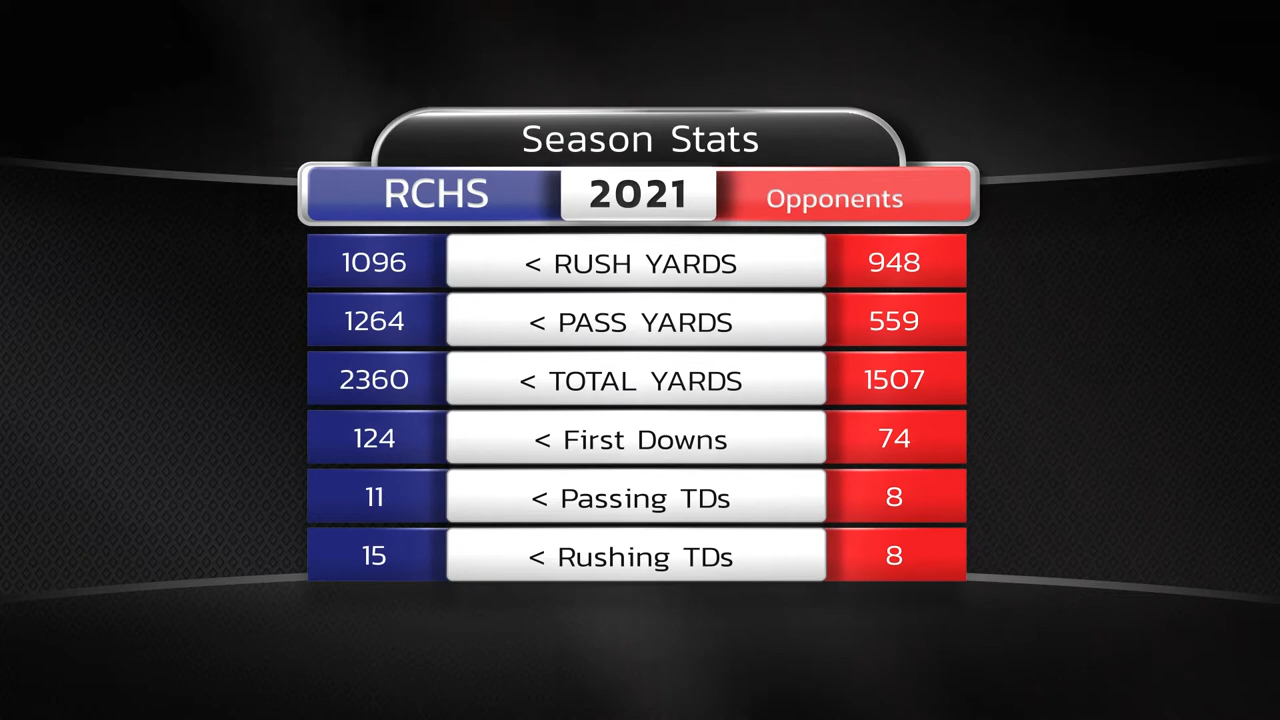 Season Stats
RCHS 2021 Opponents
1096 < RUSH YARDS 948
1264 < PASS YARDS 559
2360 < TOTAL YARDS 1507
124 < First Downs 74
11 < Passing TDs 8
15 < Rushing TDs 8